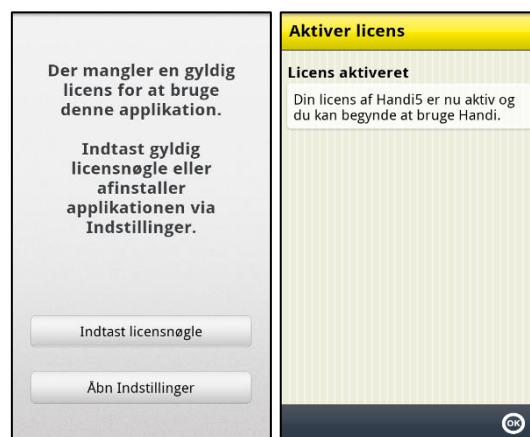 Der mangler en gyldig
licens for at bruge
denne applikation.
Indtast gyldig
licensnøgle eller
afinstaller
applikationen via
Indstillinger.
Indtast licensnøgle
Åbn Indstillinger
Aktiver licens
Licens aktiveret
Din licens af Handi5 er nu aktiv og
du kan begynde at bruge Handi.
OK